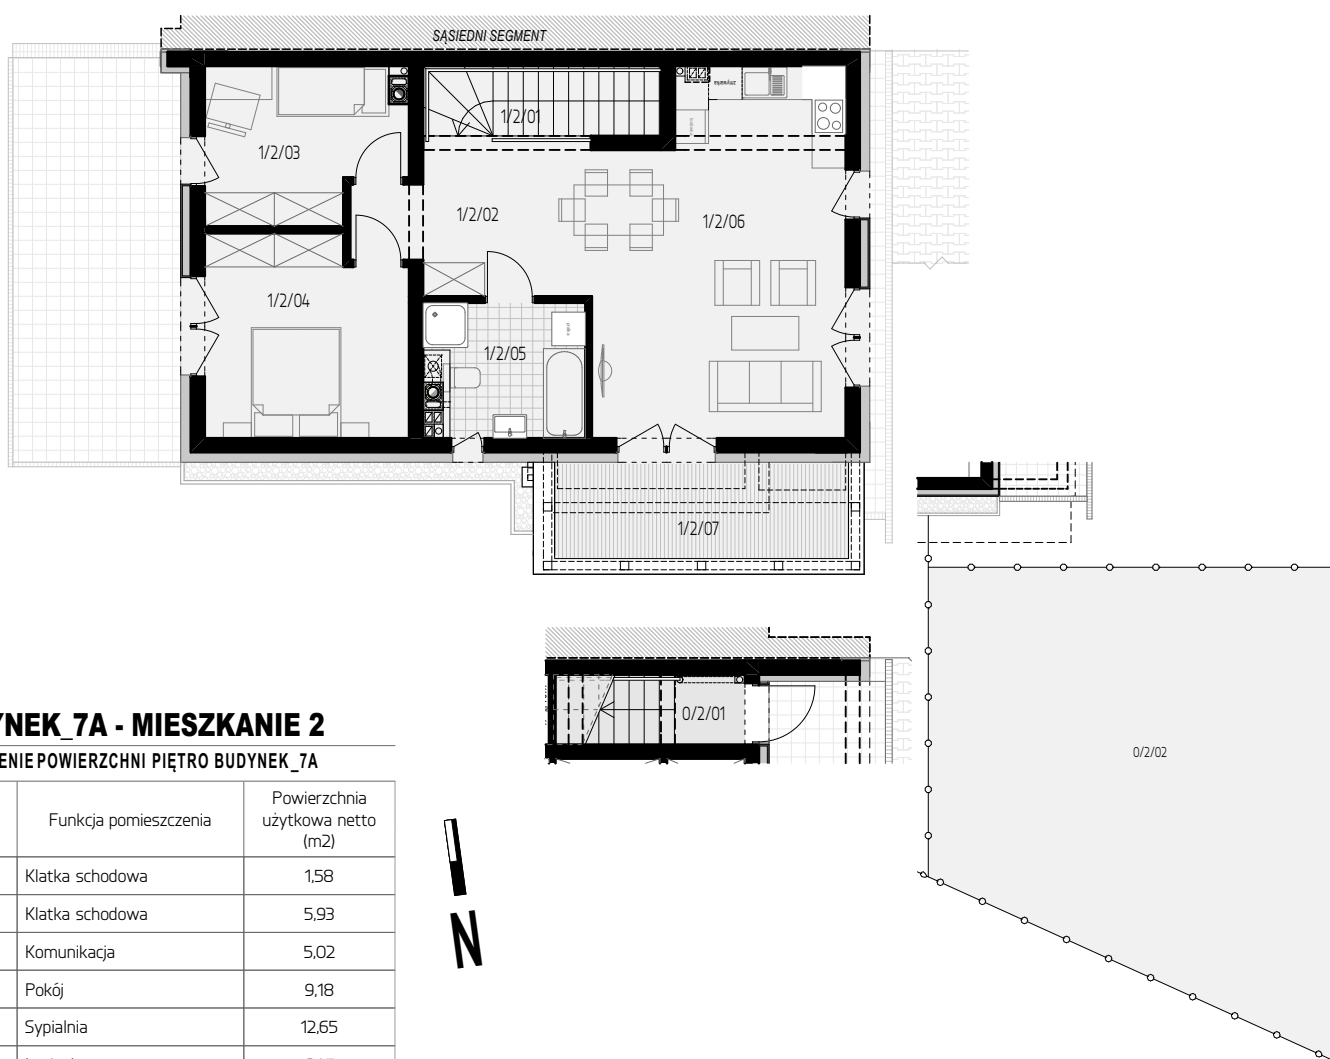 SĄSIEDNI SEGMENT
1/2/01
1/2/03
1/2/02
1/2/06
1/2/04
1/2/05
1/2/07
0/2/01
0/2/02
YNEK_7A - MIESZKANIE 2
ENIE POWIERZCHNI PIĘTRO BUDYNEK_7A
Funkcja pomieszczenia
Powierzchnia
użytkowa netto
(m2)
Klatka schodowa 1,58
Klatka schodowa 5,93
Komunikacja 5,02
Pokój 9,18
Sypialnia 12,65
N